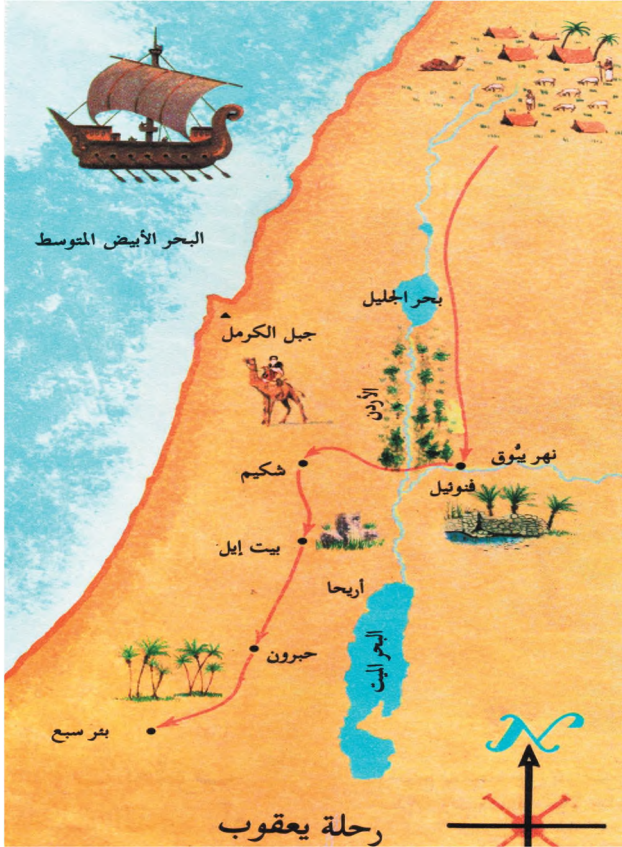 البحر الأبيض المتوسط
بحر الجليل
جبل الكرمل
الأردن
نهر يبّوق
شكيم
فنوئيل
بيت إيل
أريحا
البحر الميت
حبرون
بئر سبع
N
رحلة يعقوب